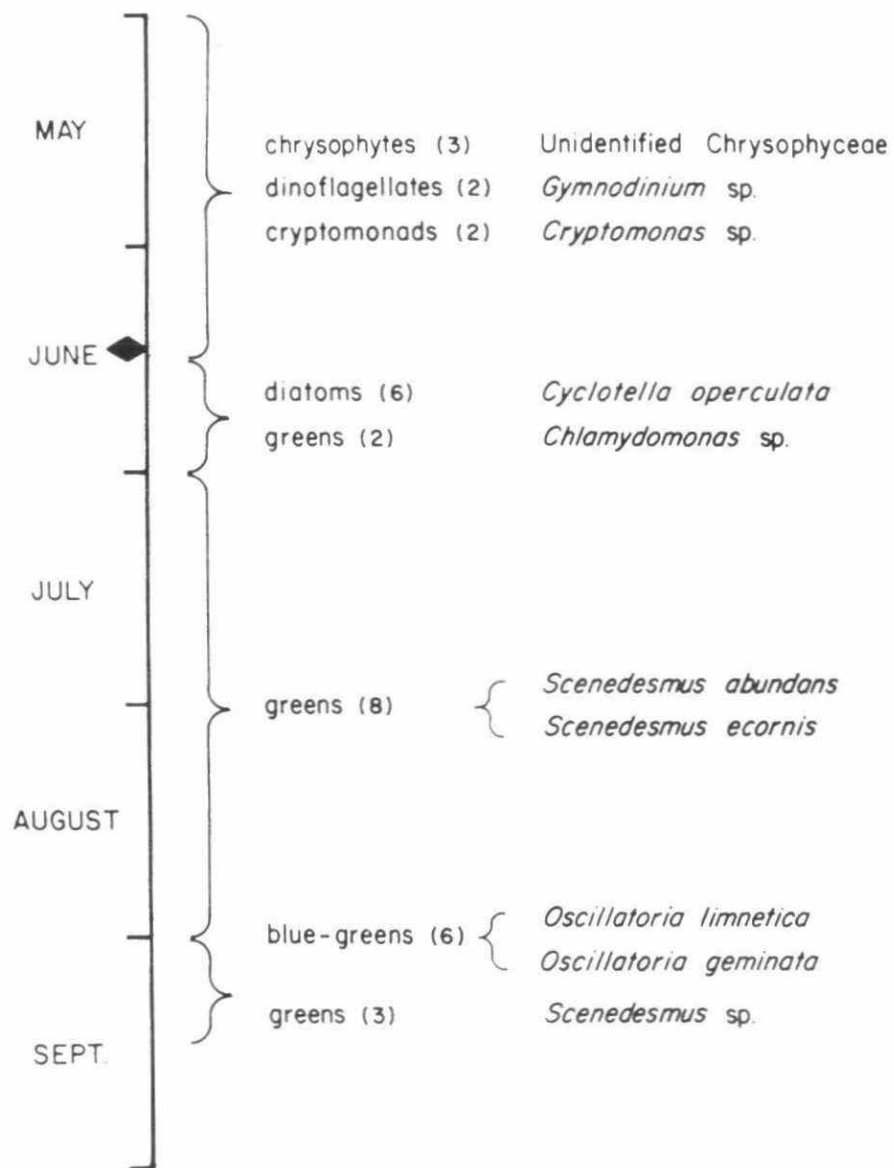 MAY
chrysophytes (3) Unidentified Chrysophyceae
dinoflagellates (2) Gymnodinium sp.
cryptomonads (2) Cryptomonas sp.
JUNE
diatoms (6) Cyclotella operculata
greens (2) Chlamydomonas sp.
JULY
Scenedesmus abundans
greens (8)
Scenedesmus ecornis
AUGUST
Oscillatoria limnetica
blue-greens (6)
Oscillatoria geminata
greens (3) Scenedesmus sp.
SEPT.